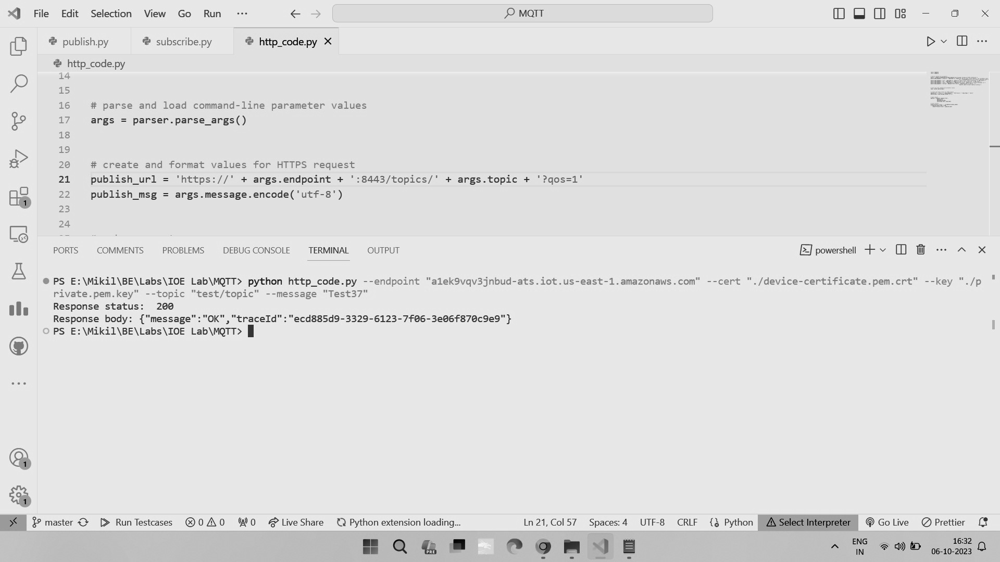 File Edit Selection View Go Run ···
MQTT
publish.py subscribe.py http_code.py
http_code.py
14
15
16 # parse and load command-line parameter values
17 args = parser.parse_args()
18
19
20 # create and format values for HTTPS request
21 publish_url = 'https://' + args.endpoint + ':8443/topics/' + args.topic + '?qos=1'
22 publish_msg = args.message.encode('utf-8')
23
24
PORTS COMMENTS PROBLEMS DEBUG CONSOLE TERMINAL OUTPUT
powershell
PS E:\Mikil\BE\Labs\IOE Lab\MQTT> python http_code.py --endpoint "a1ek9vqv3jnbud-ats.iot.us-east-1.amazonaws.com" --cert "./device-certificate.pem.crt" --key "./p
rivate.pem.key" --topic "test/topic" --message "Test37"
Response status:  200
Response body: {"message":"OK","traceId":"ecd885d9-3329-6123-7f06-3e06f870c9e9"}
PS E:\Mikil\BE\Labs\IOE Lab\MQTT>
1
1
1
master Run Testcases 0 0 0 Live Share Python extension loading... Ln 21, Col 57 Spaces: 4 UTF-8 CRLF Python Select Interpreter Go Live Prettier
PRE
ENG
IN
16:32
06-10-2023